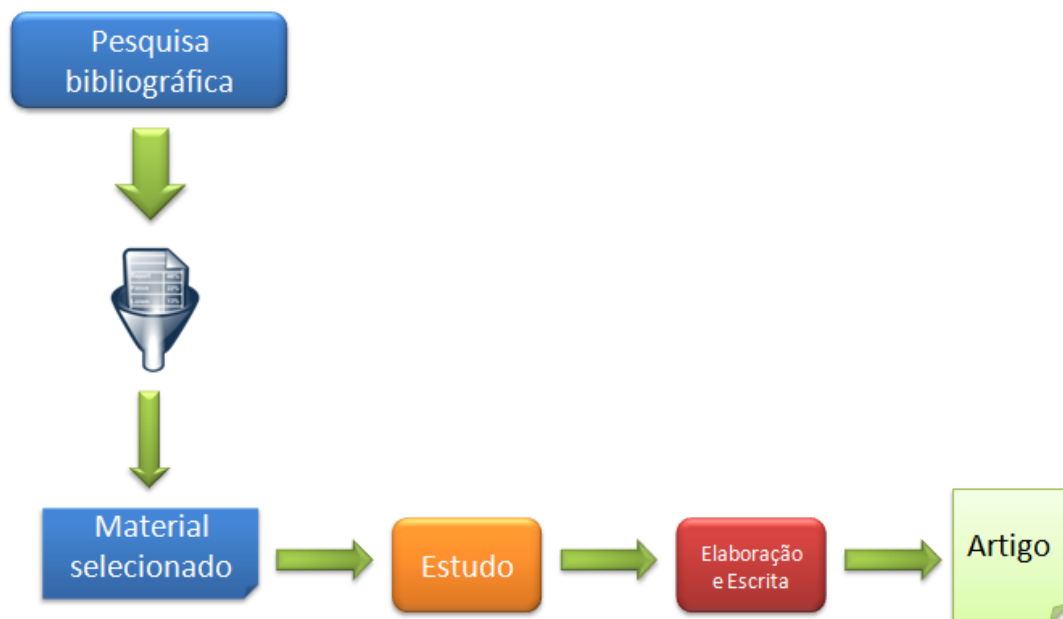 Pesquisa
bibliográfica
Material
selecionado
Estudo
Elaboração
e Escrita
Artigo